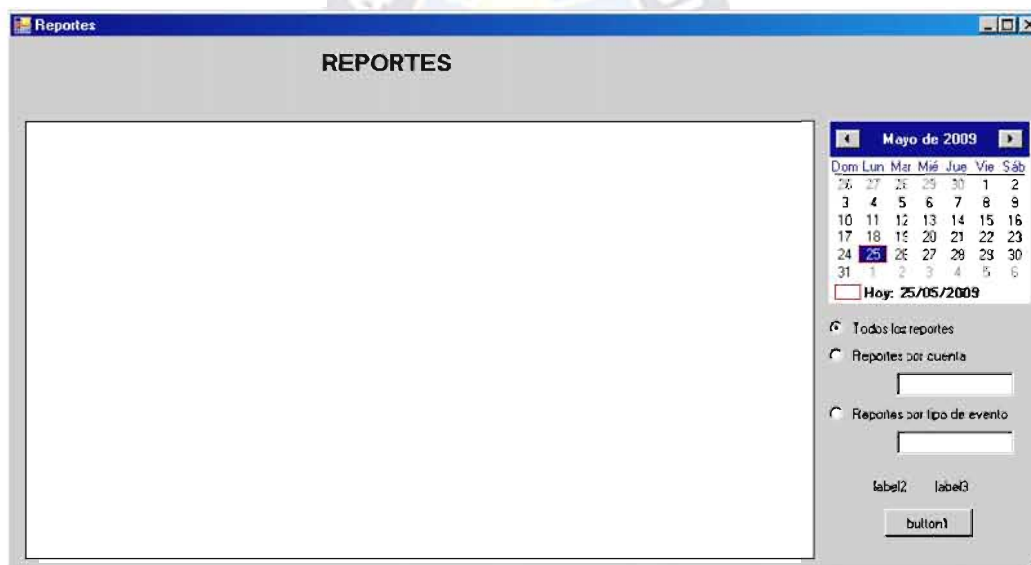 Reportes
REPORTES
Mayo de 2009
Dom Lun Mar Mié Jue Vie Sáb
26 27 28 29 30 1 2
3 4 5 6 7 8 9
10 11 12 13 14 15 16
17 18 19 20 21 22 23
24 25 26 27 28 29 30
31 1 2 3 4 5 6
Hoy: 25/05/2009
Todos los reportes
Reportes por cuenta
Reportes por tipo de evento
label2 label3
button1